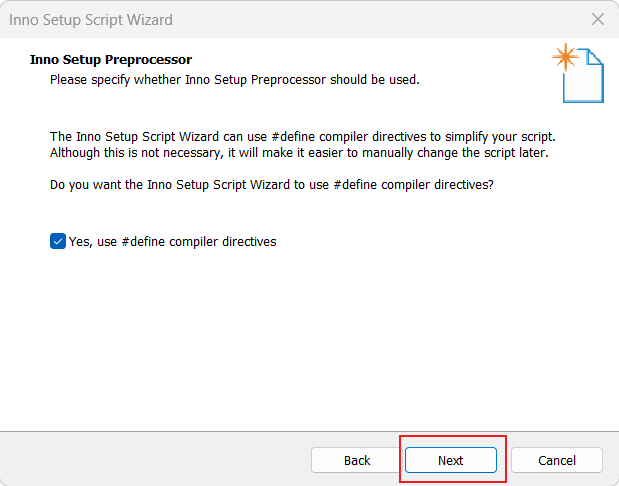 Inno Setup Script Wizard
Inno Setup Preprocessor
Please specify whether Inno Setup Preprocessor should be used.
The Inno Setup Script Wizard can use #define compiler directives to simplify your script.
Although this is not necessary, it will make it easier to manually change the script later.
Do you want the Inno Setup Script Wizard to use #define compiler directives?
Yes, use #define compiler directives
Back Next Cancel